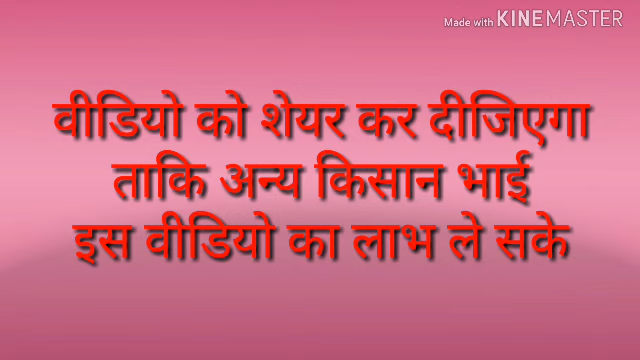 Made with KINEMASTER
वीडियो को शेयर कर दीजिएगा
ताकि अन्य किसान भाई
इस वीडियो का लाभ ले सके